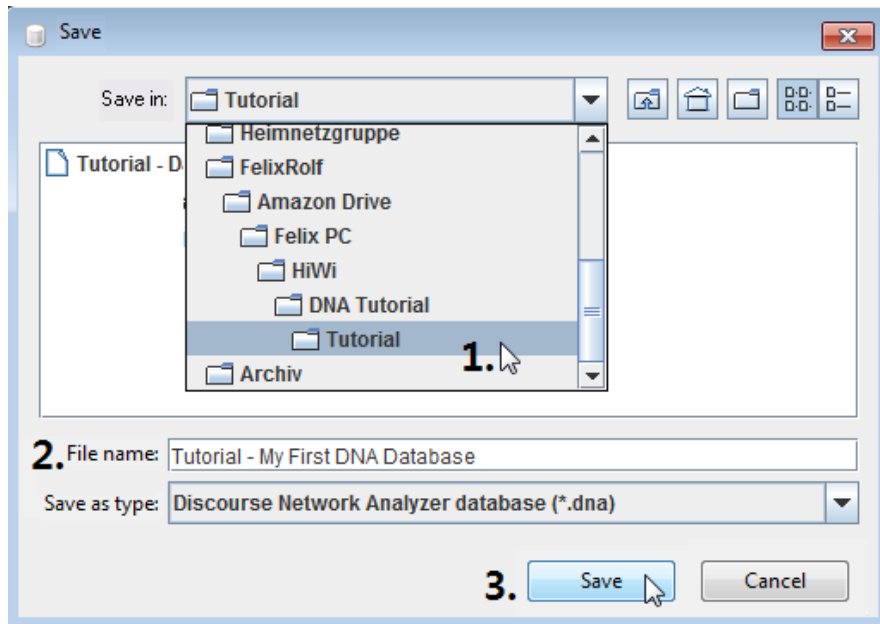 Save
Save in: Tutorial
Heimnetzgruppe
Tutorial - D
FelixRolf
Amazon Drive
Felix PC
HiWi
DNA Tutorial
Tutorial
1.
Archiv
2. File name: Tutorial - My First DNA Database
Save as type: Discourse Network Analyzer database (*.dna)
3. Save Cancel